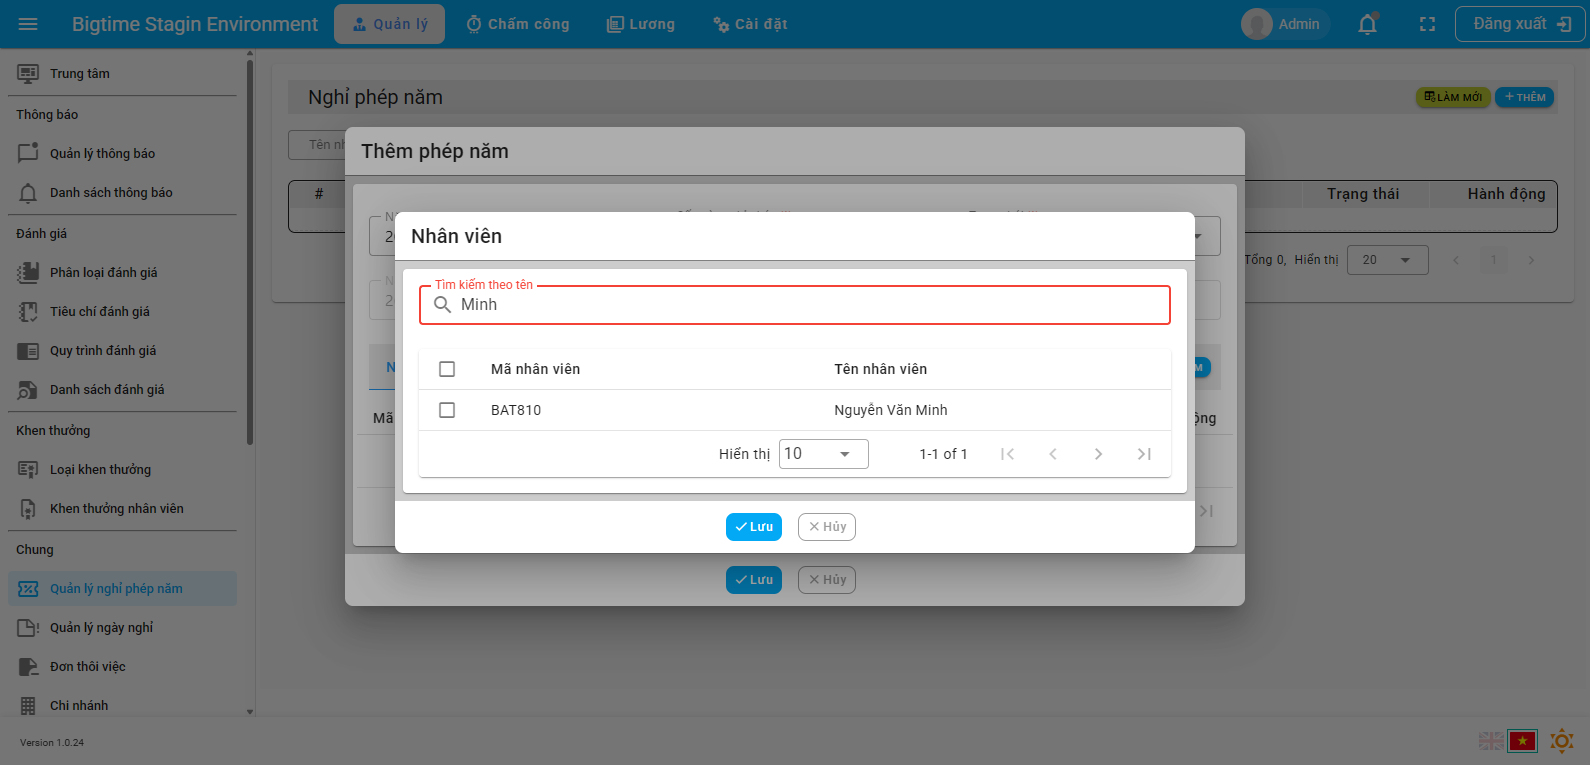 Bigtime Stagin Environment
Quản lý
Chấm công
Lương
Cài đặt
Admin
Đăng xuất
Trung tâm
Thông báo
Quản lý thông báo
Danh sách thông báo
Đánh giá
Phân loại đánh giá
Tiêu chí đánh giá
Quy trình đánh giá
Danh sách đánh giá
Khen thưởng
Loại khen thưởng
Khen thưởng nhân viên
Chung
Quản lý nghỉ phép năm
Quản lý ngày nghỉ
Đơn thôi việc
Chi nhánh
Version 1.0.24
Nghỉ phép năm
LÀM MỚI
THÊM
Tên
#
Trạng thái
Hành động
Tổng 0, Hiển thị
20
1
Thêm phép năm
Mã
Lưu
Hủy
Nhân viên
Tìm kiếm theo tên
Minh
Mã nhân viên
Tên nhân viên
BAT810
Nguyễn Văn Minh
Hiển thị
10
1-1 of 1
Lưu
Hủy